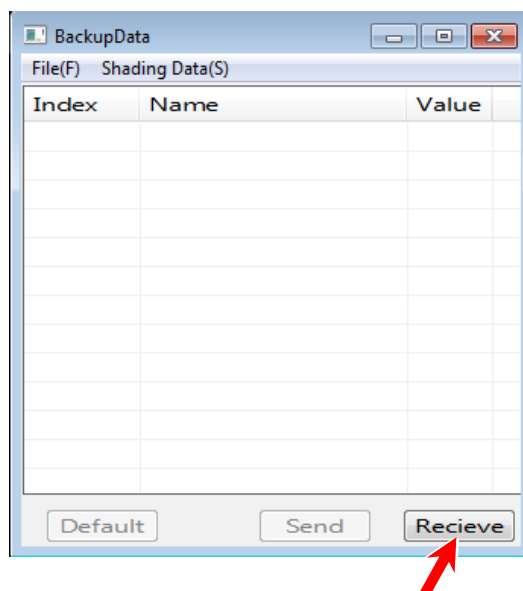 BackupData
File(F) Shading Data(S)
Index Name Value
Default Send Recieve